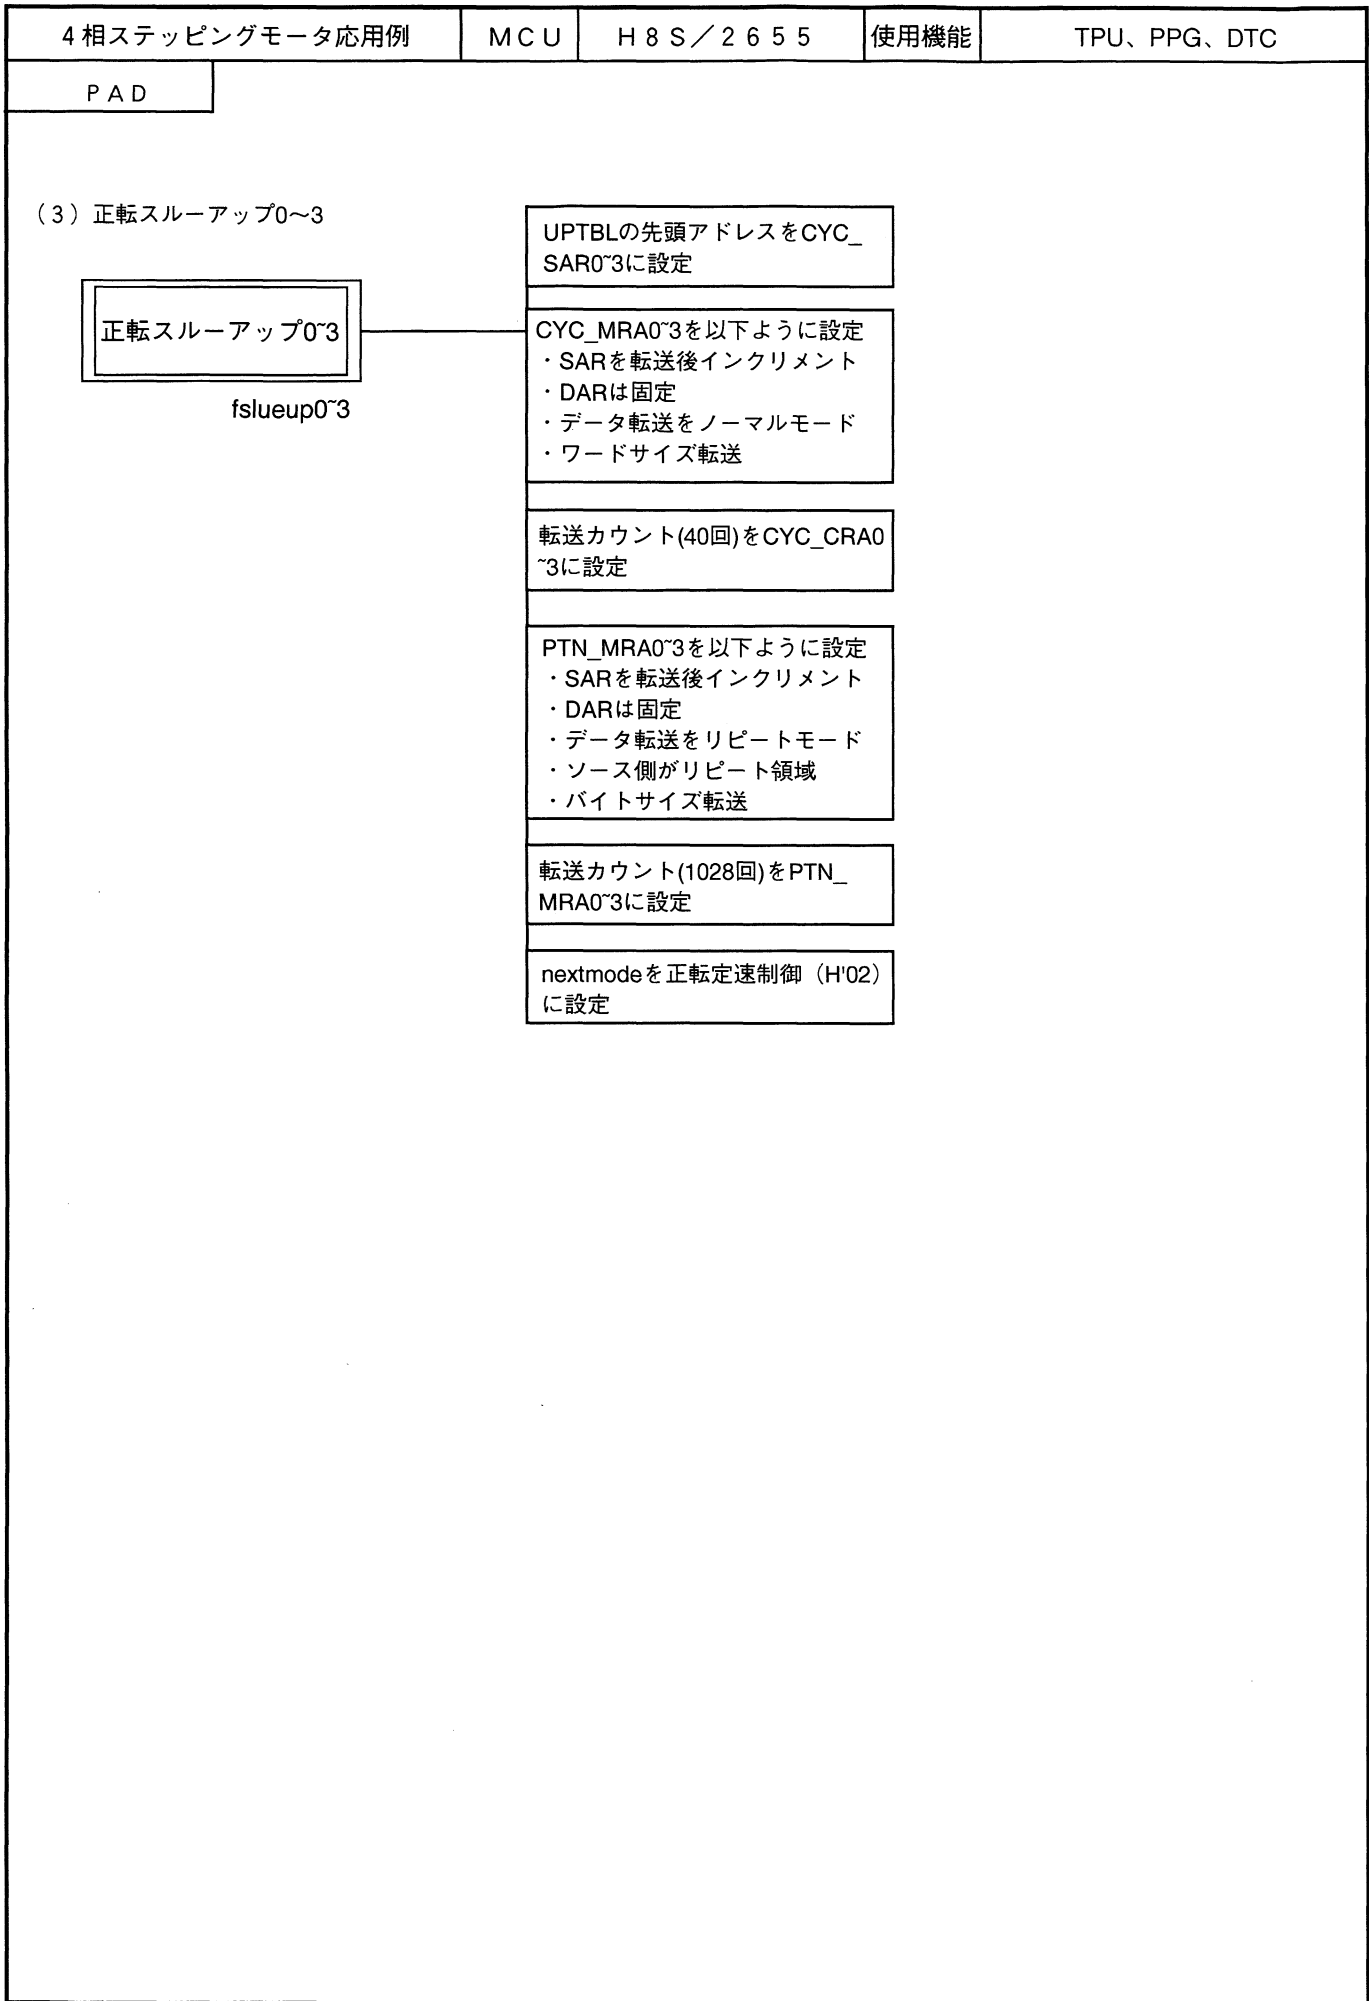 4相ステッピングモータ応用例 MCU H8S／2655 使用機能 TPU、PPG、DTC
PAD
（3）正転スルーアップ0〜3
正転スルーアップ0~3
fslueup0~3
UPTBLの先頭アドレスをCYC_
SAR0~3に設定
CYC_MRA0~3を以下ように設定
・SARを転送後インクリメント
・DARは固定
・データ転送をノーマルモード
・ワードサイズ転送
転送カウント(40回)をCYC_CRA0
~3に設定
PTN_MRA0~3を以下ように設定
・SARを転送後インクリメント
・DARは固定
・データ転送をリピートモード
・ソース側がリピート領域
・バイトサイズ転送
転送カウント(1028回)をPTN_
MRA0~3に設定
nextmodeを正転定速制御（H'02）
に設定